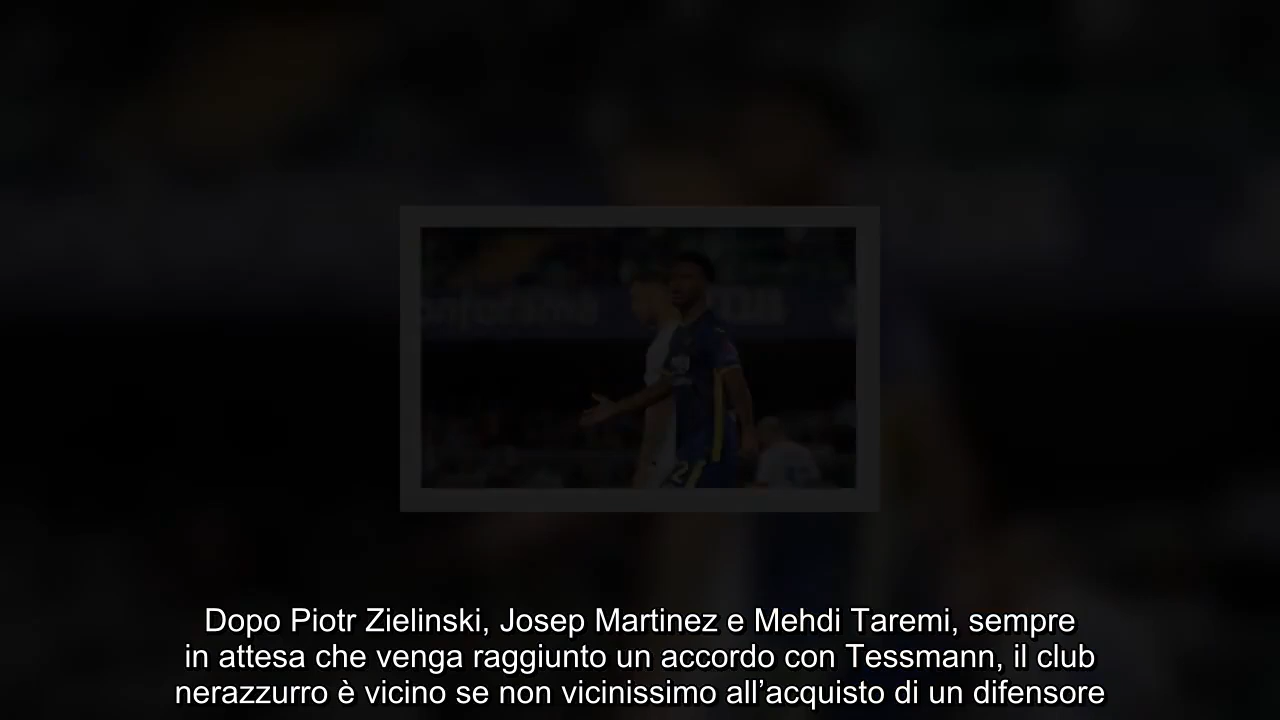 Dopo Piotr Zielinski, Josep Martinez e Mehdi Taremi, sempre
in attesa che venga raggiunto un accordo con Tessmann, il club
nerazzurro è vicino se non vicinissimo all’acquisto di un difensore